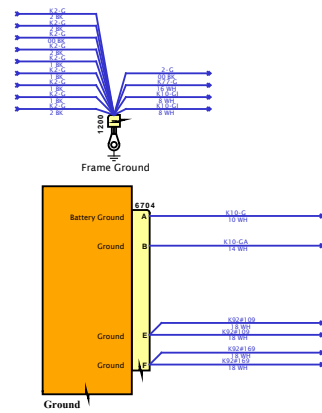 K2-G
2 BK
K2-G
2 BK
K2-G
00 BK
K2-G
2 BK
K2-G
1 BK
K2-G
1 BK
K2-G
1 BK
K2-G
1 BK
K2-G
2 BK
2-G
00 BK
K77-G
16 WH
K10-GI
8 WH
K10-GI
8 WH
1200
Frame Ground
6704
Battery Ground
A
K10-G
10 WH
Ground
B
K10-GA
14 WH
K92#109
18 WH
Ground
E
K92#109
18 WH
K92#169
18 WH
Ground
F
K92#169
18 WH
Ground